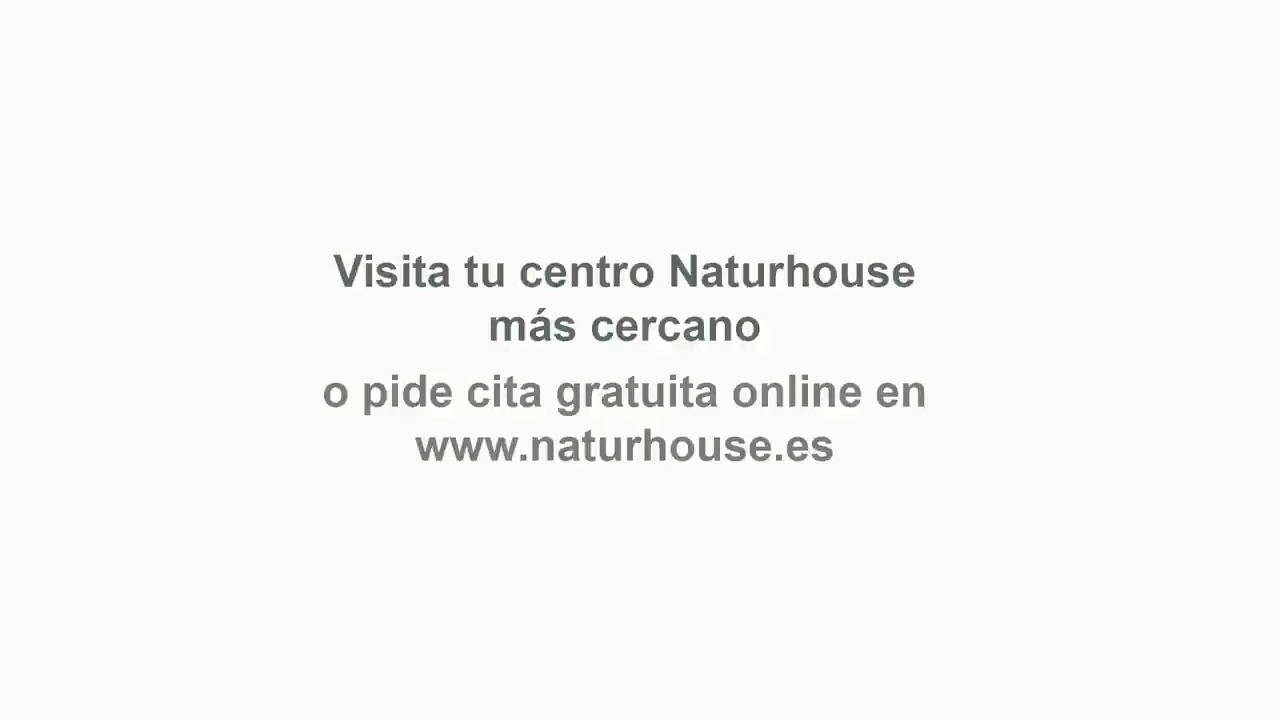 Visita tu centro Naturhouse
más cercano
o pide cita gratuita online en
www.naturhouse.es